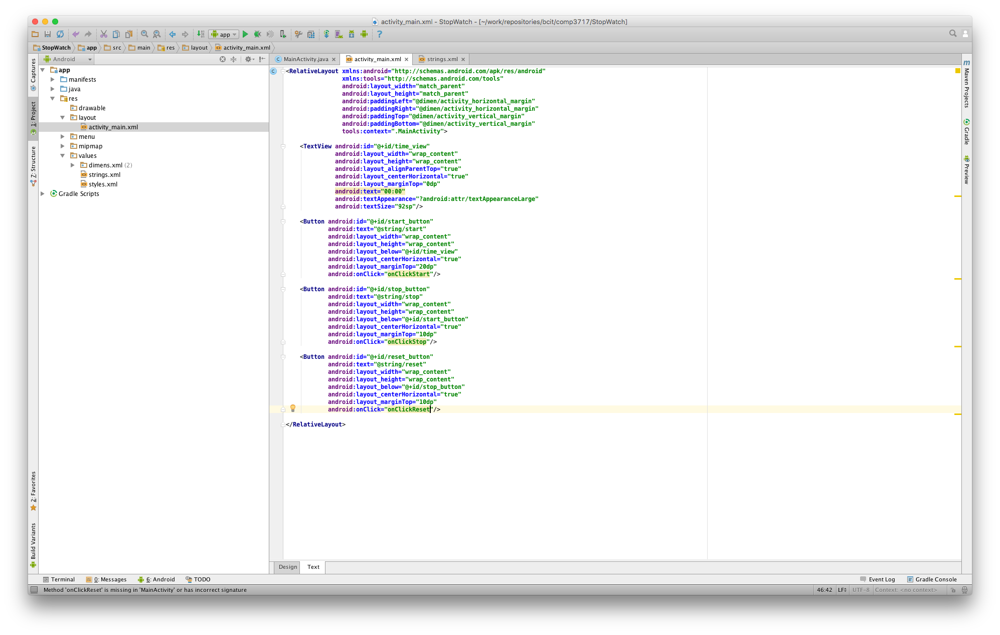 activity_main.xml - StopWatch - [~/work/repositories/bcit/comp3717/StopWatch]
app
StopWatch app src main res layout activity_main.xml
Android
MainActivity.java activity_main.xml strings.xml
Captures
1: Project
7: Structure
2: Favorites
Build Variants
app
manifests
java
res
drawable
layout
activity_main.xml
menu
mipmap
values
dimens.xml (2)
strings.xml
styles.xml
Gradle Scripts
<RelativeLayout xmlns:android="http://schemas.android.com/apk/res/android"
xmlns:tools="http://schemas.android.com/tools"
android:layout_width="match_parent"
android:layout_height="match_parent"
android:paddingLeft="@dimen/activity_horizontal_margin"
android:paddingRight="@dimen/activity_horizontal_margin"
android:paddingTop="@dimen/activity_vertical_margin"
android:paddingBottom="@dimen/activity_vertical_margin"
tools:context=".MainActivity">
<TextView android:id="@+id/time_view"
android:layout_width="wrap_content"
android:layout_height="wrap_content"
android:layout_alignParentTop="true"
android:layout_centerHorizontal="true"
android:layout_marginTop="0dp"
android:text="00:00"
android:textAppearance="?android:attr/textAppearanceLarge"
android:textSize="92sp"/>
<Button android:id="@+id/start_button"
android:text="@string/start"
android:layout_width="wrap_content"
android:layout_height="wrap_content"
android:layout_below="@+id/time_view"
android:layout_centerHorizontal="true"
android:layout_marginTop="20dp"
android:onClick="onClickStart"/>
<Button android:id="@+id/stop_button"
android:text="@string/stop"
android:layout_width="wrap_content"
android:layout_height="wrap_content"
android:layout_below="@+id/start_button"
android:layout_centerHorizontal="true"
android:layout_marginTop="10dp"
android:onClick="onClickStop"/>
<Button android:id="@+id/reset_button"
android:text="@string/reset"
android:layout_width="wrap_content"
android:layout_height="wrap_content"
android:layout_below="@+id/stop_button"
android:layout_centerHorizontal="true"
android:layout_marginTop="10dp"
android:onClick="onClickReset"/>
</RelativeLayout>
Maven Projects
Gradle
Preview
Design Text
Terminal 0: Messages 6: Android TODO Event Log Gradle Console
Method 'onClickReset' is missing in 'MainActivity' or has incorrect signature 46:42 LF UTF-8 Context: <no context>